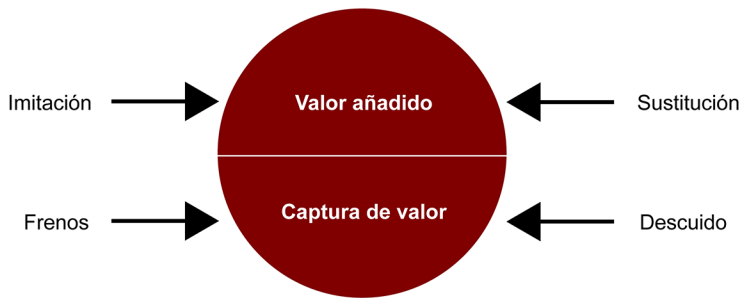 Imitación
Valor añadido
Sustitución
Frenos
Captura de valor
Descuido